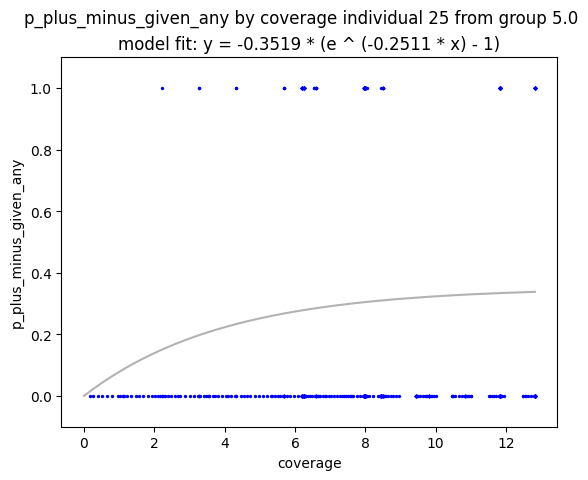 p_plus_minus_given_any by coverage individual 25 from group 5.0
model fit: y = -0.3519 * (e ^ (-0.2511 * x) - 1)
1.0
0.8
0.6
0.4
0.2
0.0
p_plus_minus_given_any
0 2 4 6 8 10 12
coverage